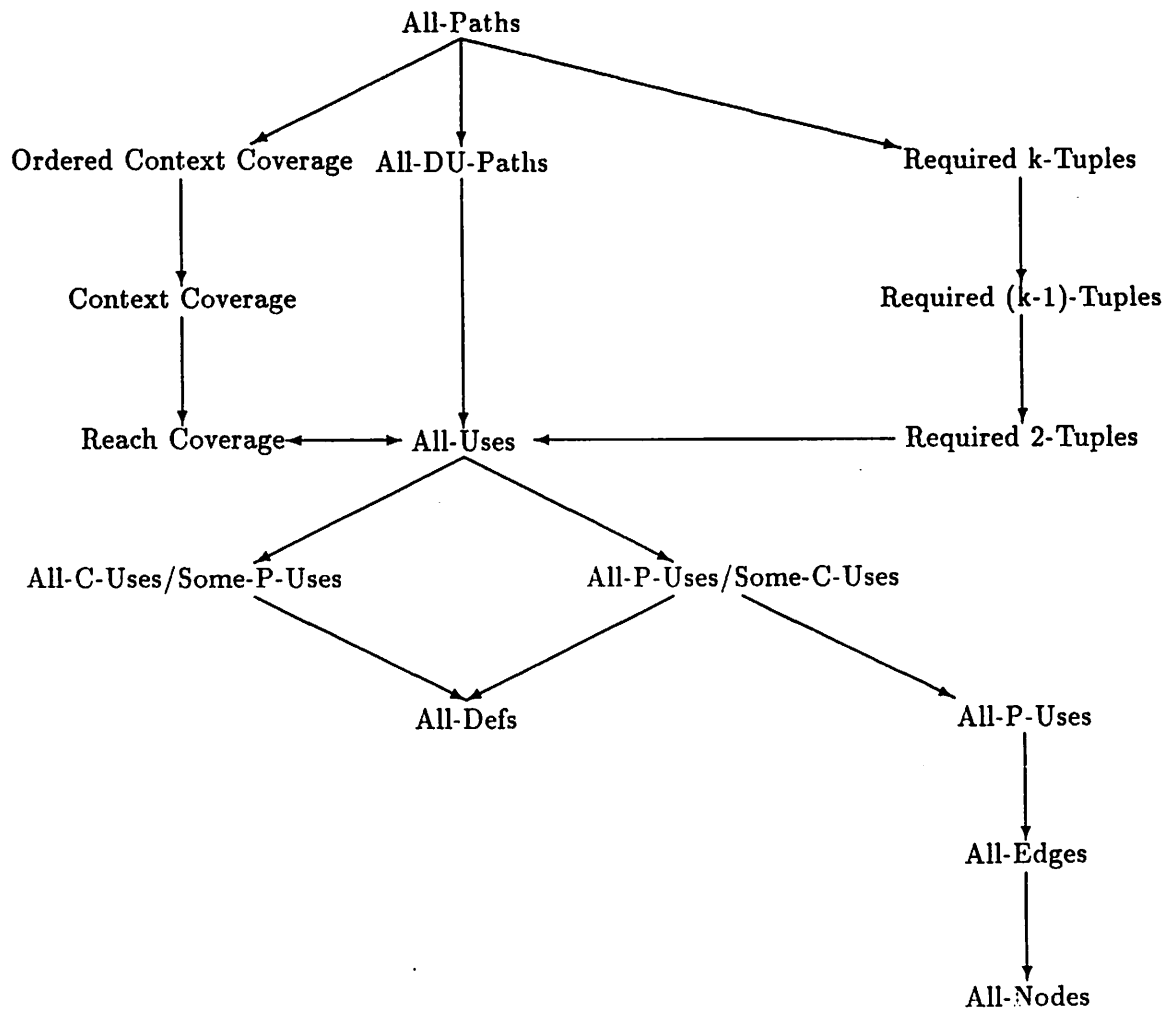 All-Paths
Ordered Context Coverage
All-DU-Paths
Required k-Tuples
Context Coverage
Required (k-1)-Tuples
Reach Coverage
All-Uses
Required 2-Tuples
All-C-Uses/Some-P-Uses
All-P-Uses/Some-C-Uses
All-Defs
All-P-Uses
All-Edges
All-Nodes